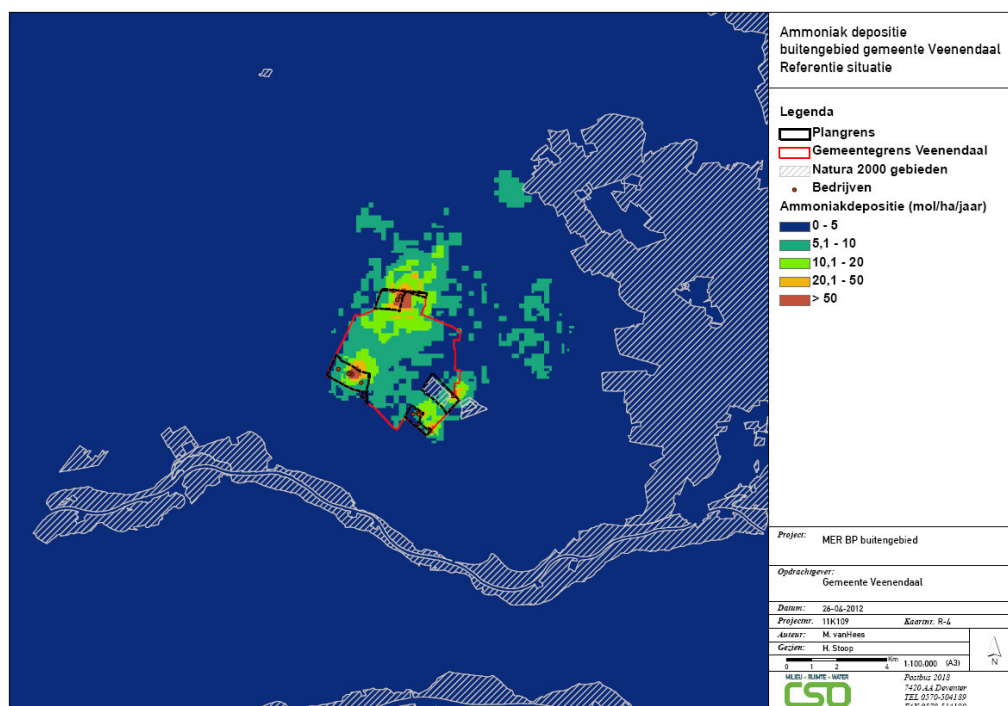 Ammoniak depositie
buitengebied gemeente Veenendaal
Referentie situatie
Legenda
Plangrens
Gemeentegrens Veenendaal
Natura 2000 gebieden
Bedrijven
Ammoniakdepositie (mol/ha/jaar)
0 - 5
5,1 - 10
10,1 - 20
20,1 - 50
> 50
Project: MER BP buitengebied
Opdrachtgever:
Gemeente Veenendaal
Datum: 26-04-2012
Projectnr. 11K109 Kaartnr. R-4
Auteur: M. vanHees
Gezien: H. Stoop
Km
0 1 2 4 1:100.000 (A3)
N
MILIEU - RUIMTE - WATER
CSO
Postbus 2018
7420 AA Deventer
TEL 0570-504189